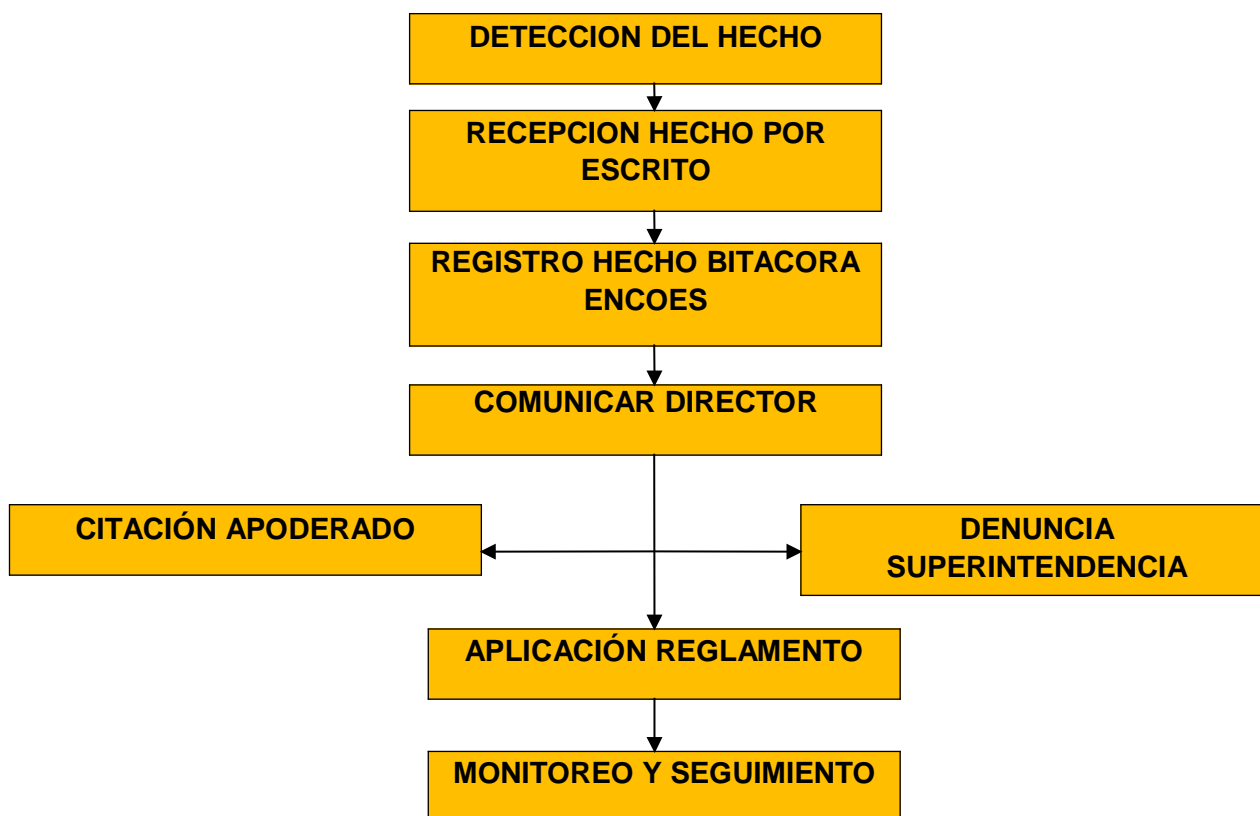 DETECCION DEL HECHO
RECEPCION HECHO POR
ESCRITO
REGISTRO HECHO BITACORA
ENCOES
COMUNICAR DIRECTOR
CITACIÓN APODERADO
DENUNCIA
SUPERINTENDENCIA
APLICACIÓN REGLAMENTO
MONITOREO Y SEGUIMIENTO